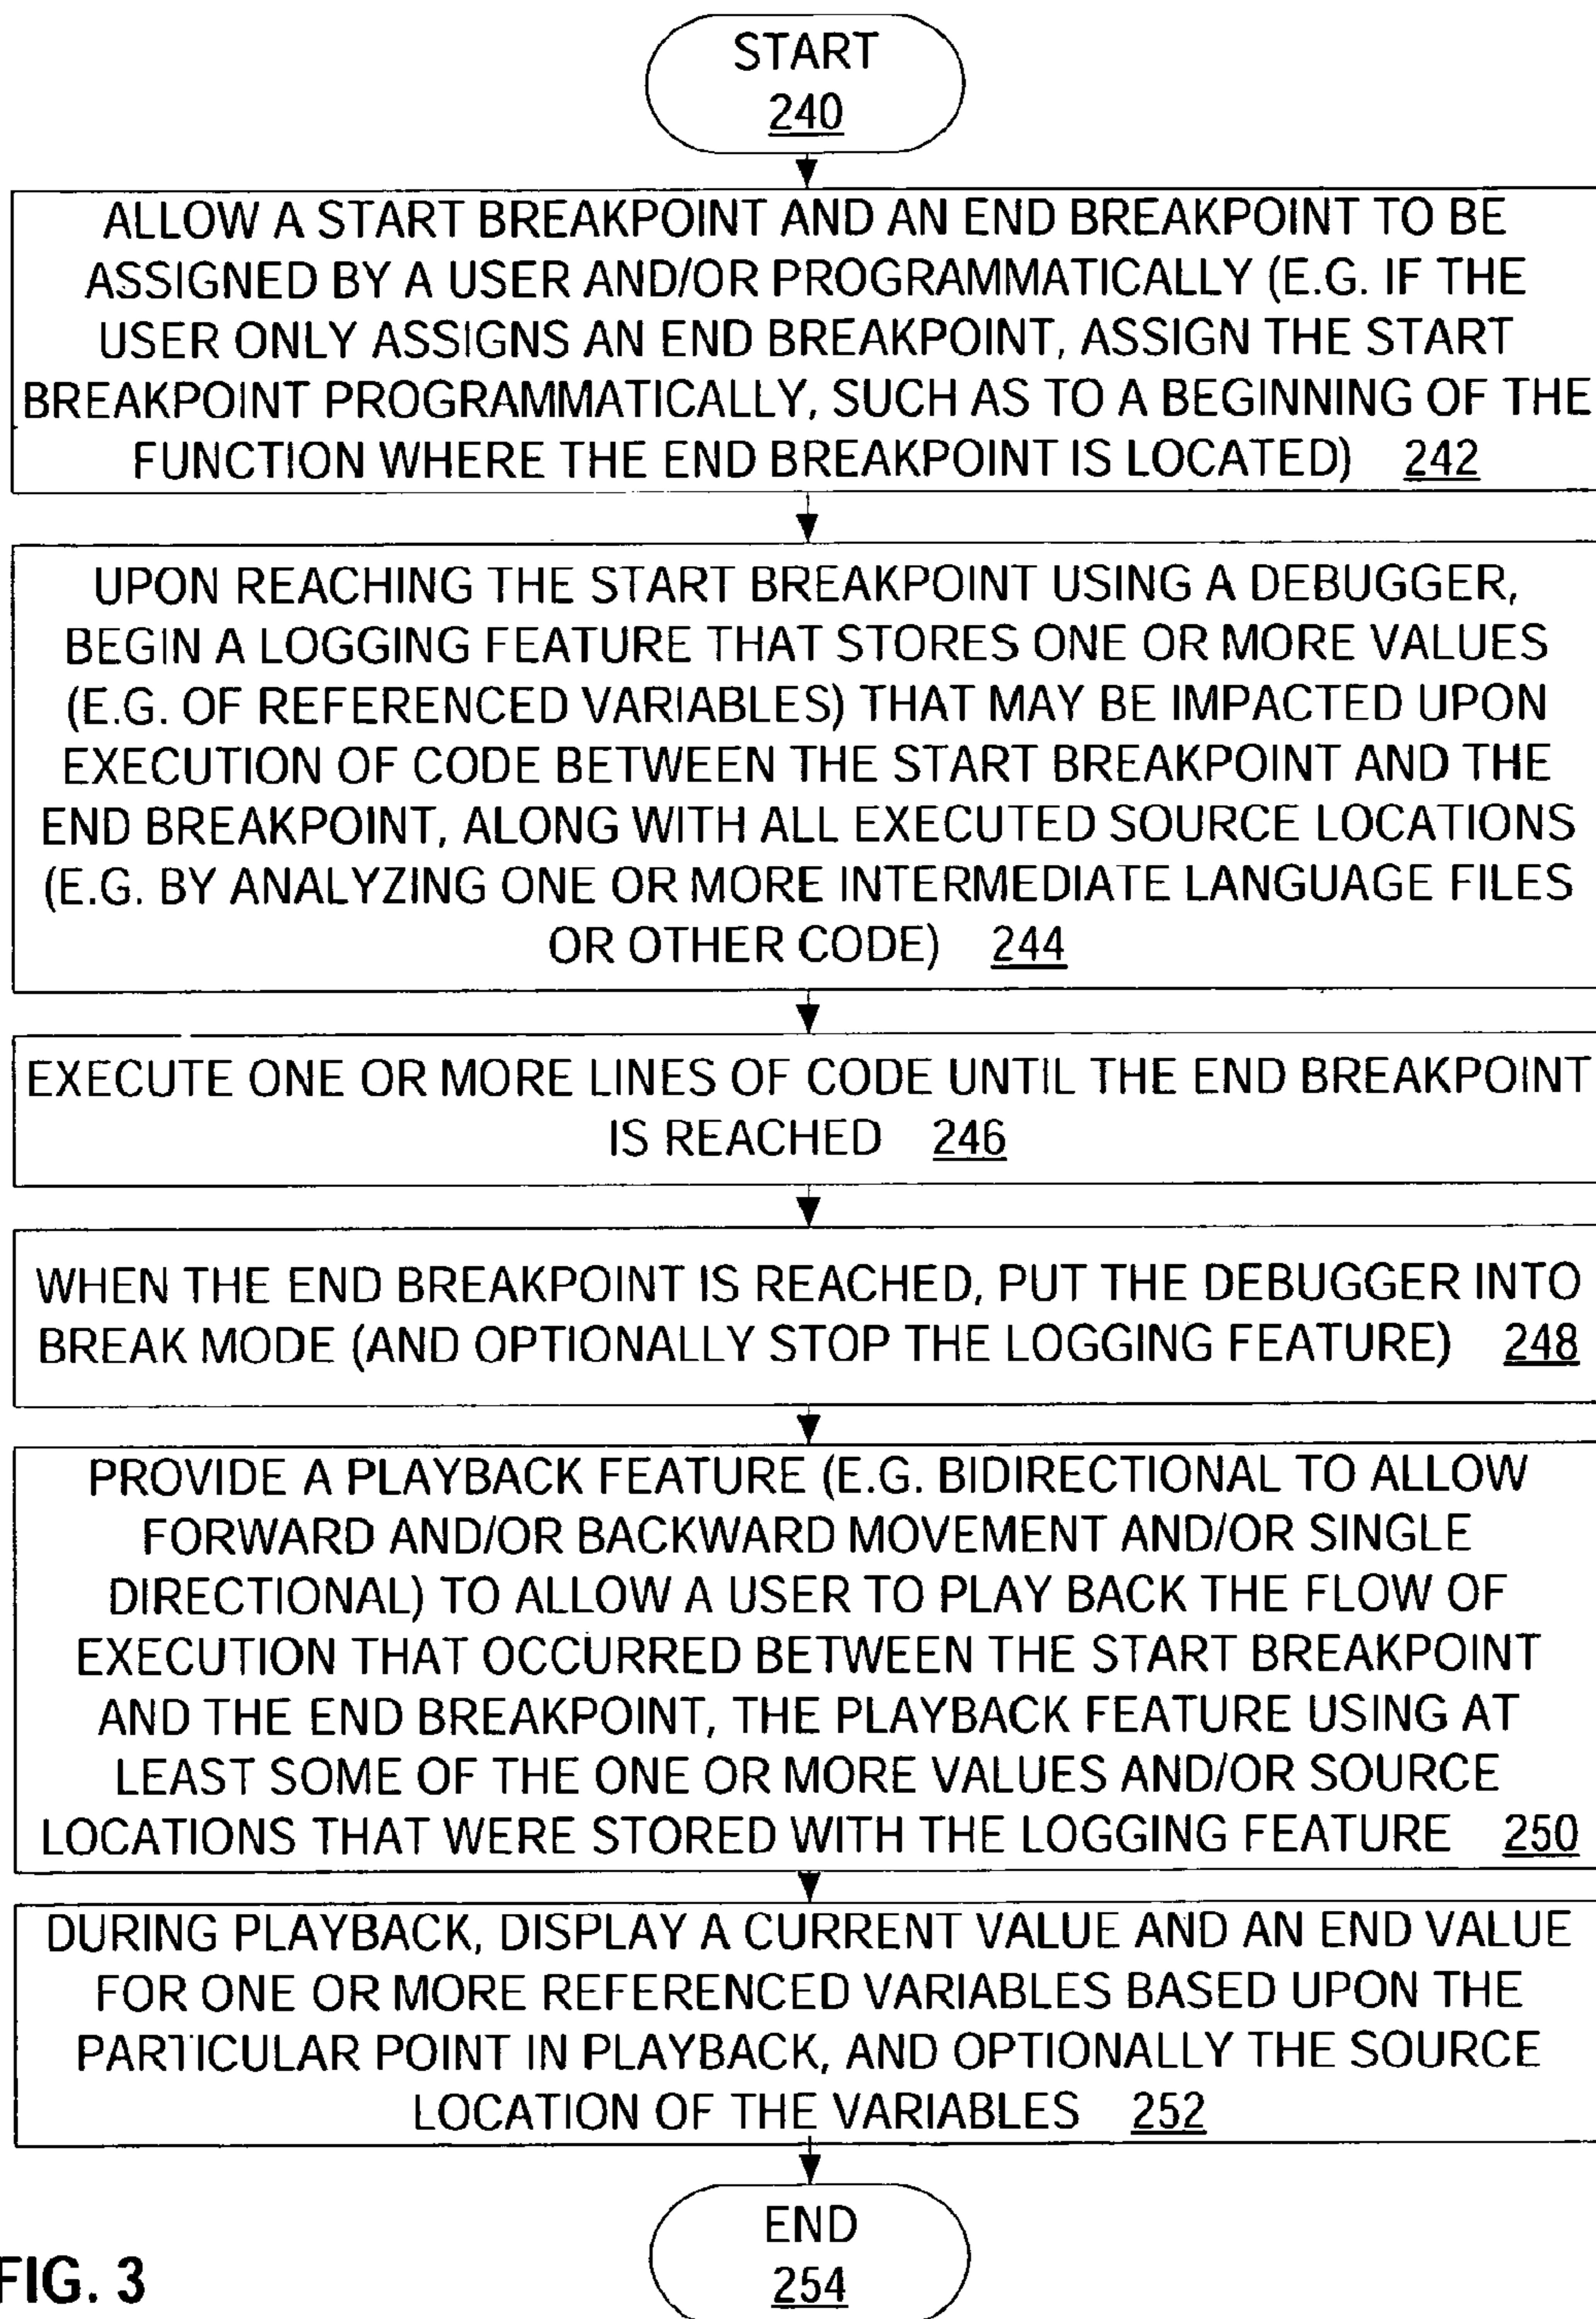 START
240
ALLOW A START BREAKPOINT AND AN END BREAKPOINT TO BE
ASSIGNED BY A USER AND/OR PROGRAMMATICALLY (E.G. IF THE
USER ONLY ASSIGNS AN END BREAKPOINT, ASSIGN THE START
BREAKPOINT PROGRAMMATICALLY, SUCH AS TO A BEGINNING OF THE
FUNCTION WHERE THE END BREAKPOINT IS LOCATED) 242
UPON REACHING THE START BREAKPOINT USING A DEBUGGER,
BEGIN A LOGGING FEATURE THAT STORES ONE OR MORE VALUES
(E.G. OF REFERENCED VARIABLES) THAT MAY BE IMPACTED UPON
EXECUTION OF CODE BETWEEN THE START BREAKPOINT AND THE
END BREAKPOINT, ALONG WITH ALL EXECUTED SOURCE LOCATIONS
(E.G. BY ANALYZING ONE OR MORE INTERMEDIATE LANGUAGE FILES
OR OTHER CODE) 244
EXECUTE ONE OR MORE LINES OF CODE UNTIL THE END BREAKPOINT
IS REACHED 246
WHEN THE END BREAKPOINT IS REACHED, PUT THE DEBUGGER INTO
BREAK MODE (AND OPTIONALLY STOP THE LOGGING FEATURE) 248
PROVIDE A PLAYBACK FEATURE (E.G. BIDIRECTIONAL TO ALLOW
FORWARD AND/OR BACKWARD MOVEMENT AND/OR SINGLE
DIRECTIONAL) TO ALLOW A USER TO PLAY BACK THE FLOW OF
EXECUTION THAT OCCURRED BETWEEN THE START BREAKPOINT
AND THE END BREAKPOINT, THE PLAYBACK FEATURE USING AT
LEAST SOME OF THE ONE OR MORE VALUES AND/OR SOURCE
LOCATIONS THAT WERE STORED WITH THE LOGGING FEATURE 250
DURING PLAYBACK, DISPLAY A CURRENT VALUE AND AN END VALUE
FOR ONE OR MORE REFERENCED VARIABLES BASED UPON THE
PARTICULAR POINT IN PLAYBACK, AND OPTIONALLY THE SOURCE
LOCATION OF THE VARIABLES 252
END
254
FIG. 3